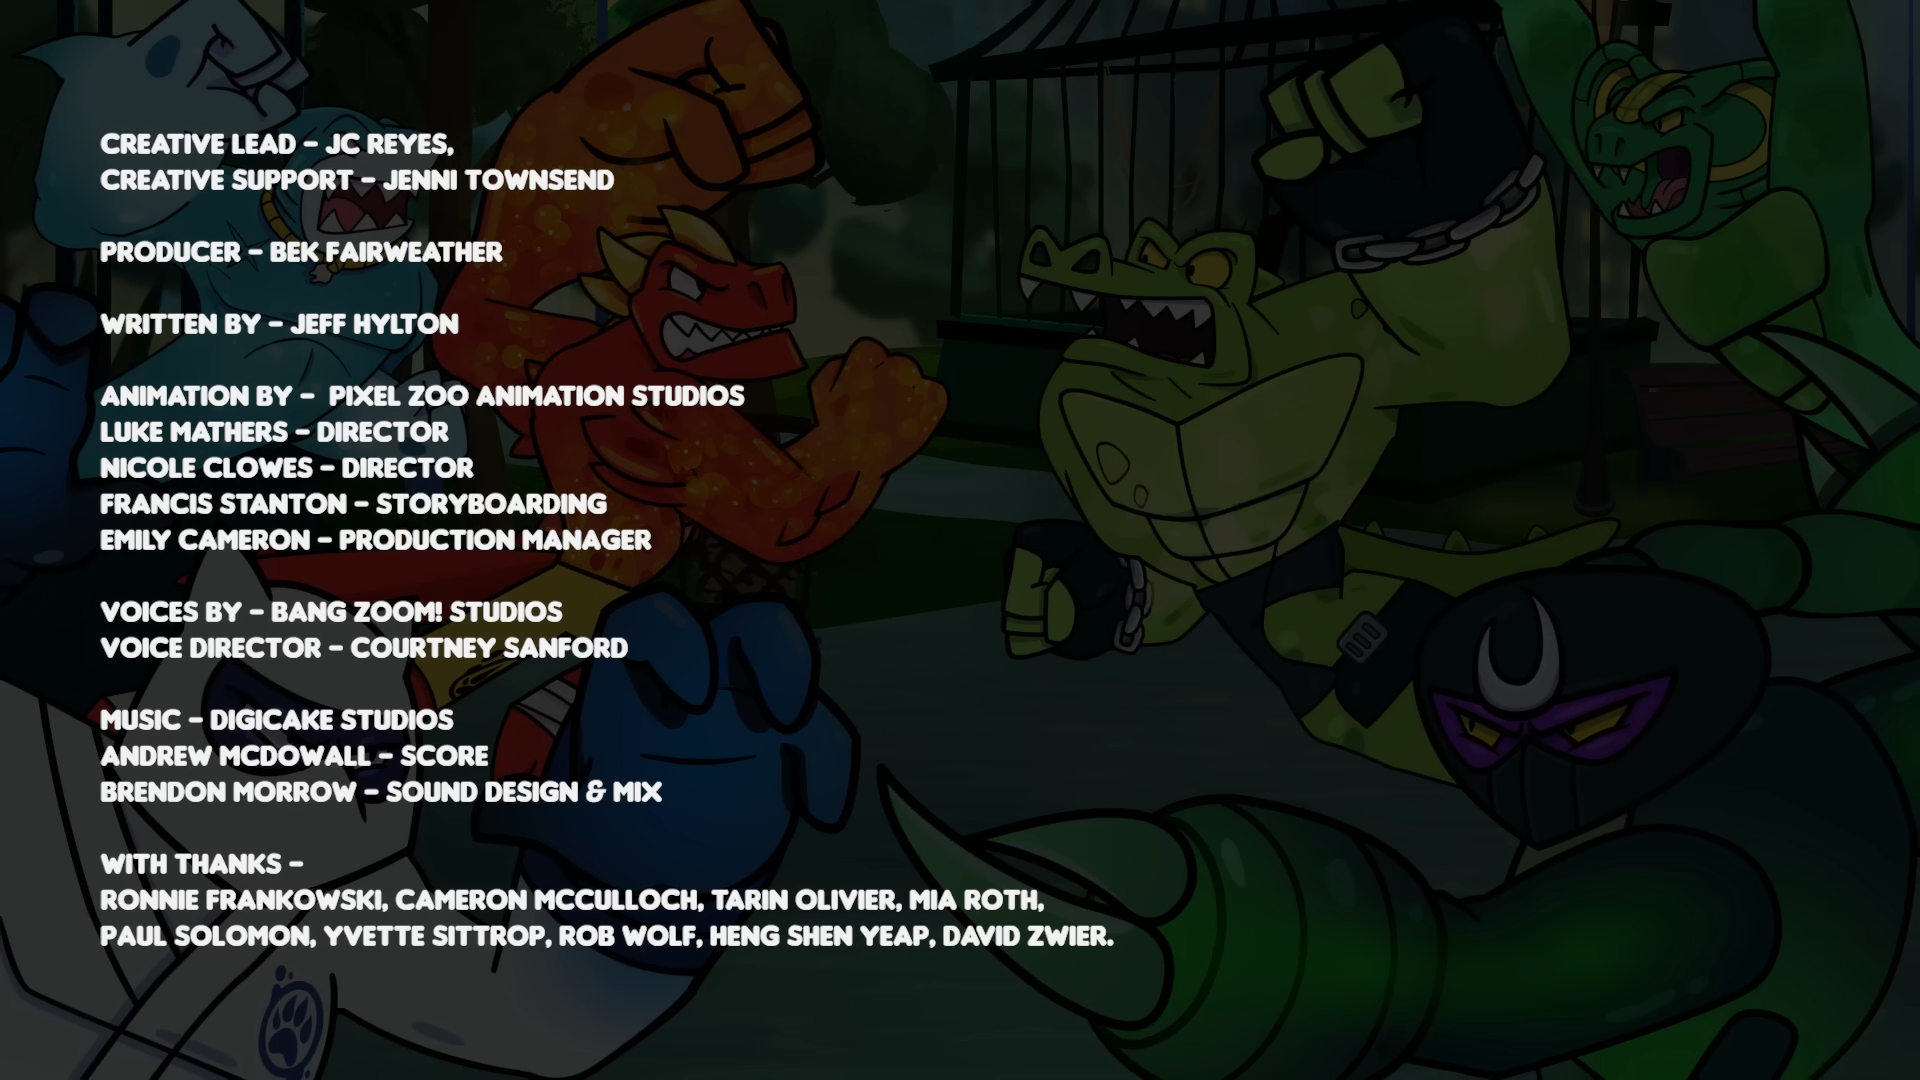 CREATIVE LEAD – JC REYES,
CREATIVE SUPPORT – JENNI TOWNSEND
PRODUCER – BEK FAIRWEATHER
WRITTEN BY – JEFF HYLTON
ANIMATION BY – PIXEL ZOO ANIMATION STUDIOS
LUKE MATHERS – DIRECTOR
NICOLE CLOWES – DIRECTOR
FRANCIS STANTON – STORYBOARDING
EMILY CAMERON – PRODUCTION MANAGER
VOICES BY – BANG ZOOM! STUDIOS
VOICE DIRECTOR – COURTNEY SANFORD
MUSIC – DIGICAKE STUDIOS
ANDREW MCDOWALL – SCORE
BRENDON MORROW – SOUND DESIGN & MIX
WITH THANKS –
RONNIE FRANKOWSKI, CAMERON MCCULLOCH, TARIN OLIVIER, MIA ROTH,
PAUL SOLOMON, YVETTE SITTROP, ROB WOLF, HENG SHEN YEAP, DAVID ZWIER.